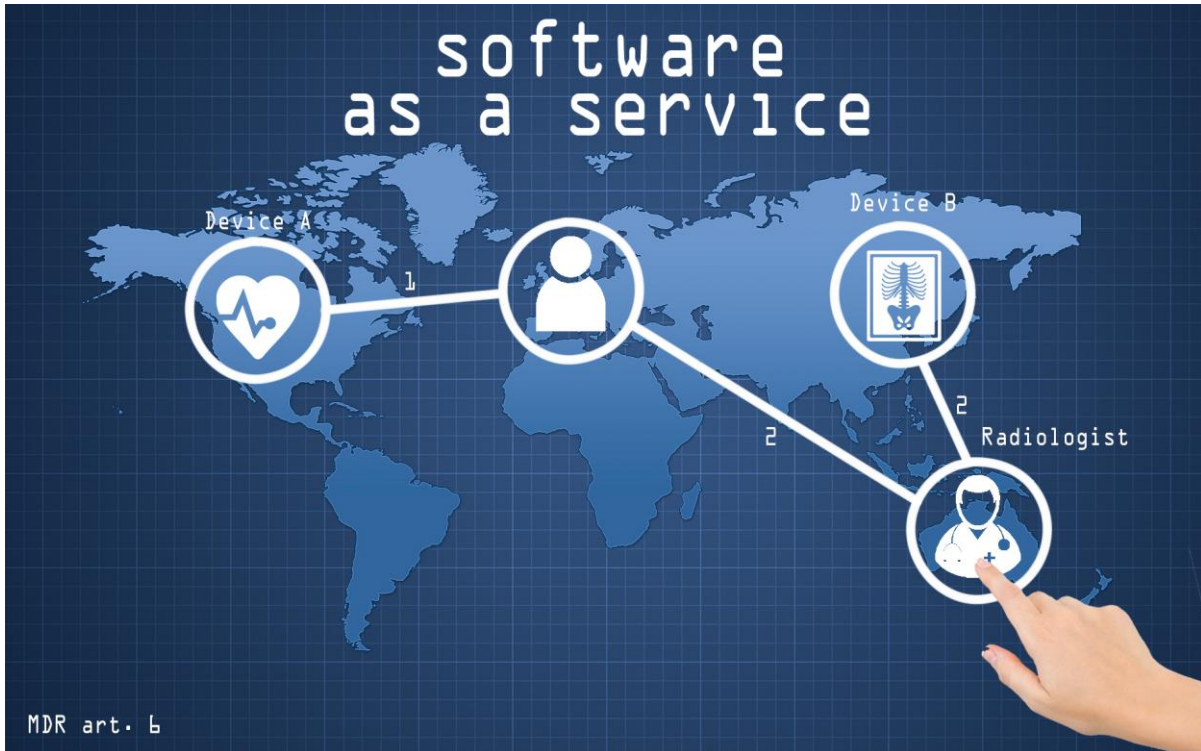 software
as a service
Device A
Device B
1
2
2
Radiologist
MDR art. 6